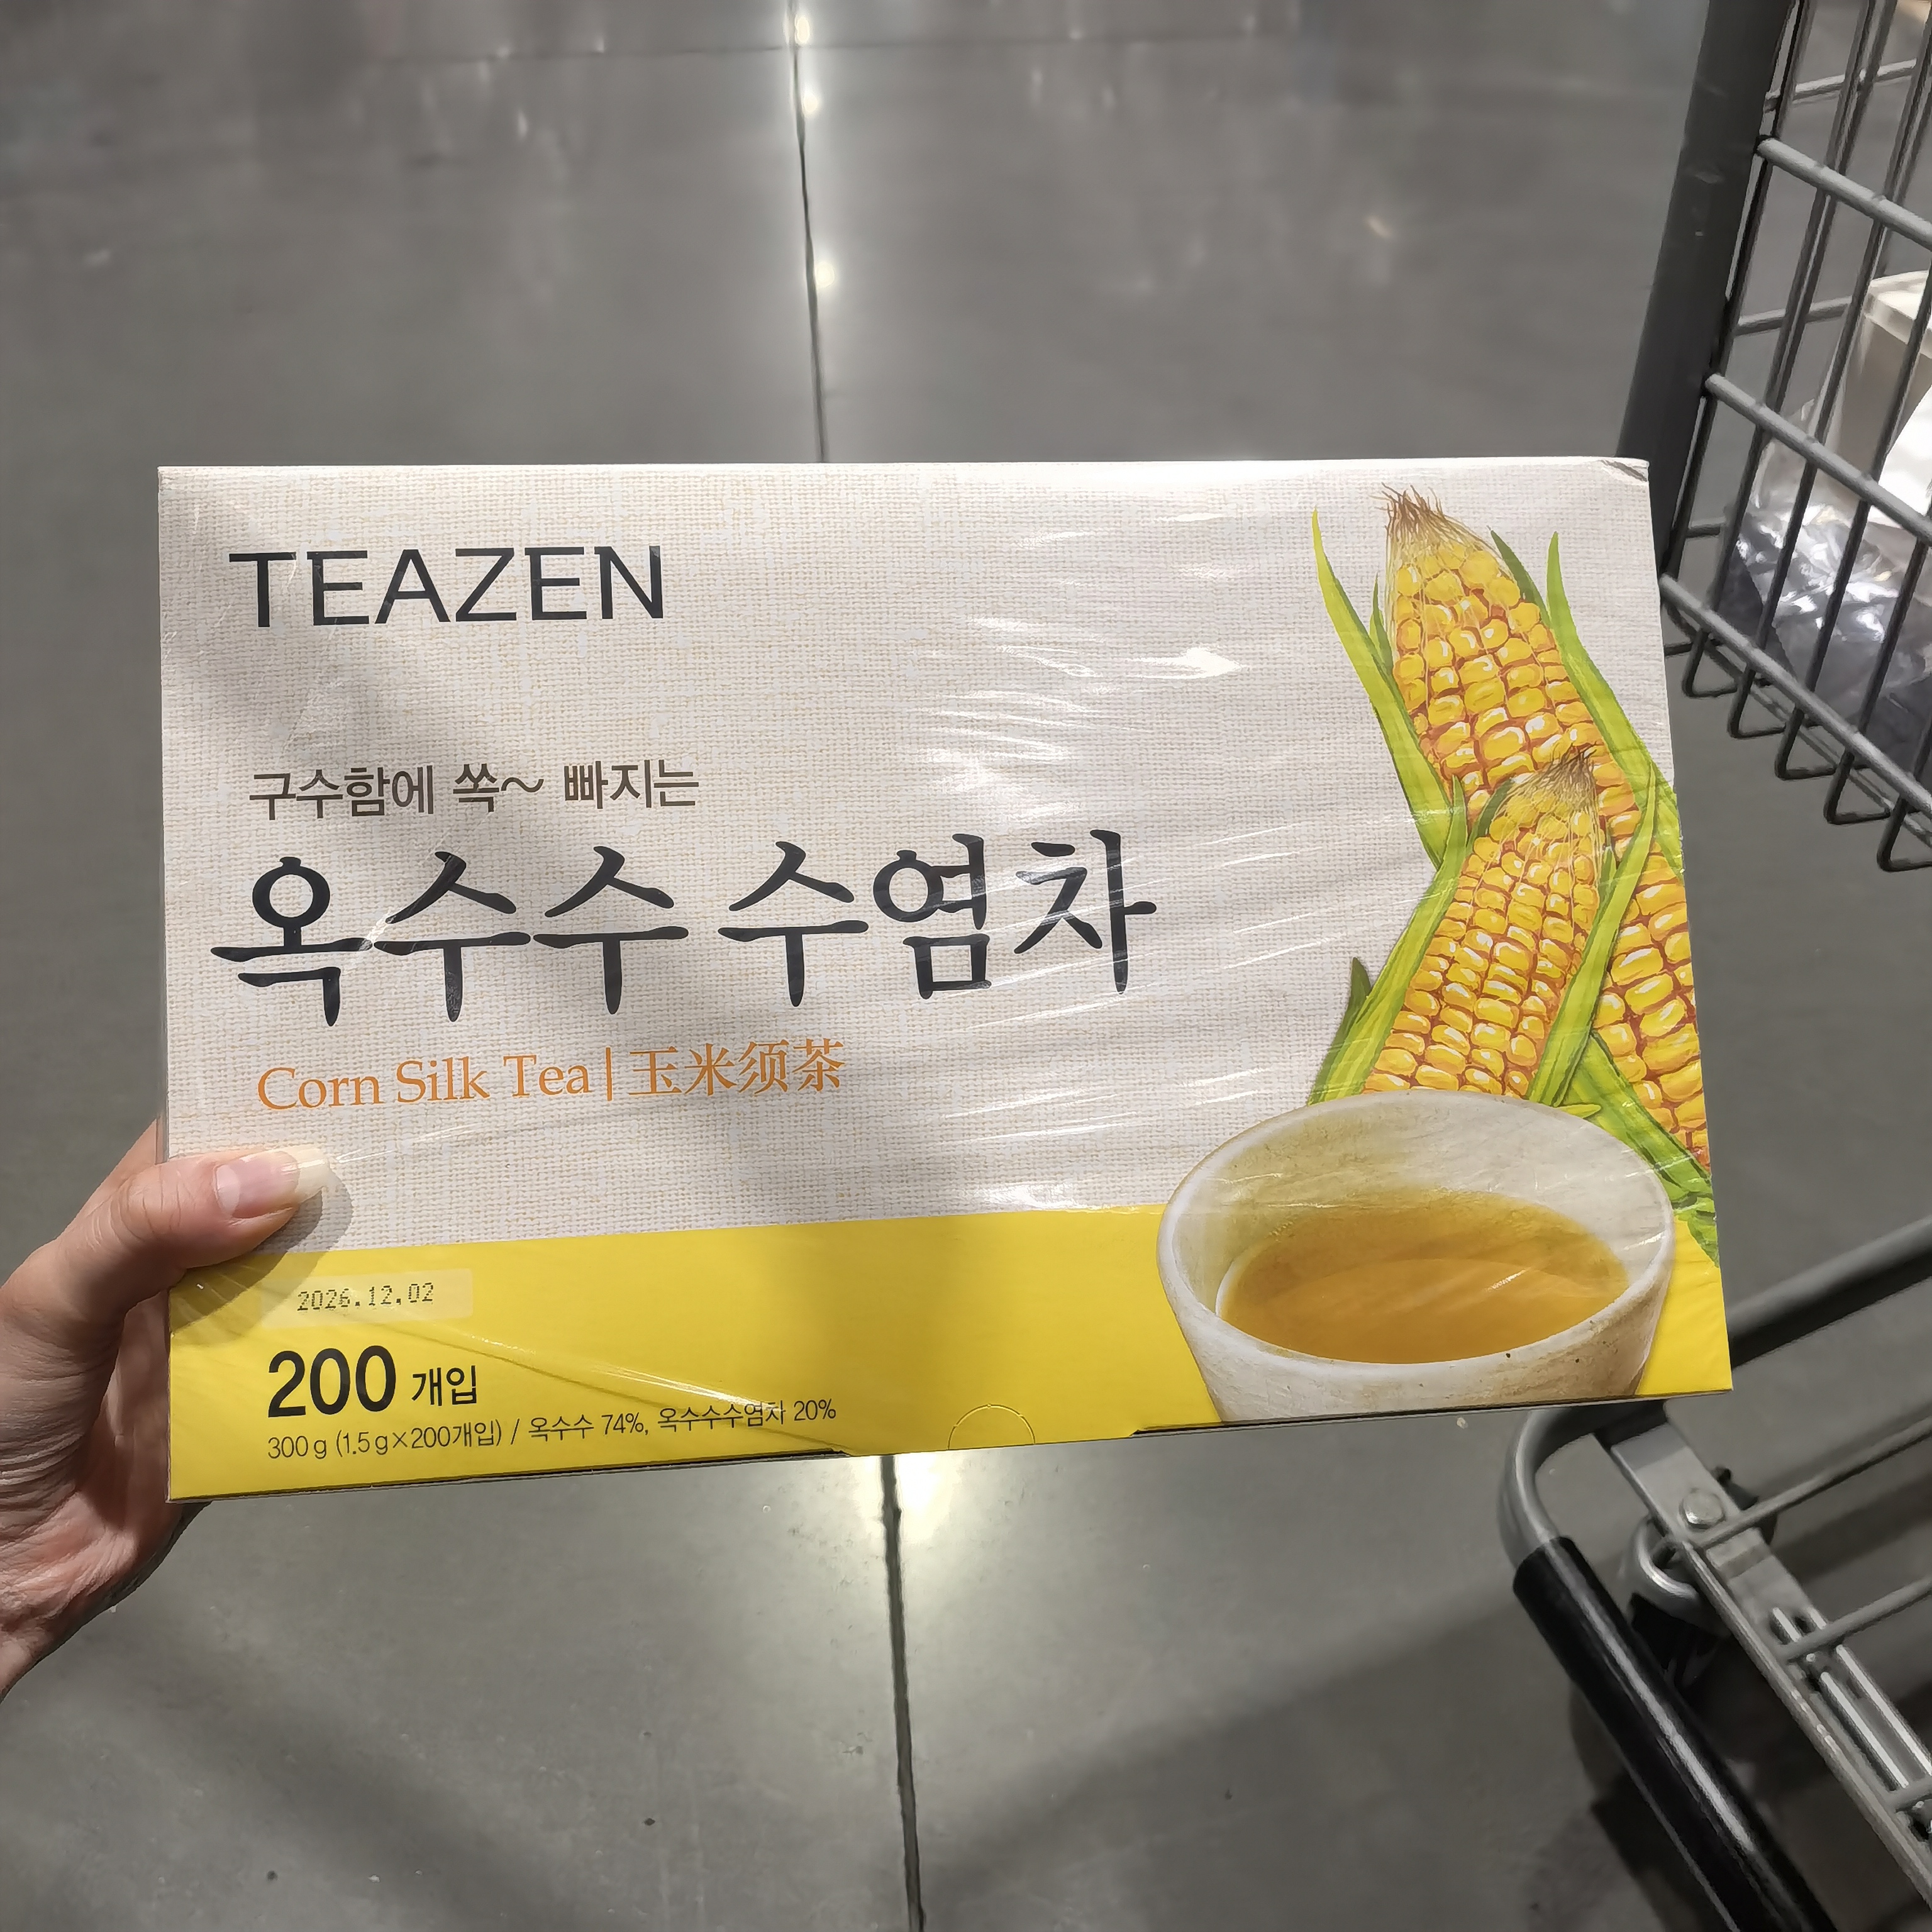 TEAZEN
구수함에 쏙~ 빠지는
옥수수 수염차
Corn Silk Tea | 玉米须茶
2026.12.02
200 개입
300 g (1.5 g×200개입) / 옥수수 74%, 옥수수수염차 20%